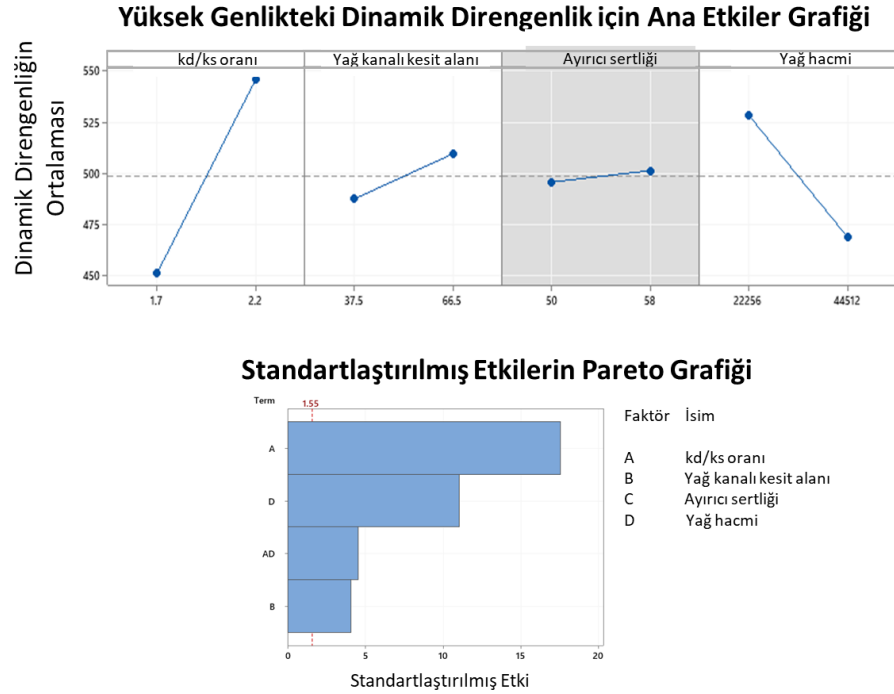 Yüksek Genlikteki Dinamik Direngenlik için Ana Etkiler Grafiği
kd/ks oranı Yağ kanalı kesit alanı Ayırıcı sertliği Yağ hacmi
Dinamik Direngenliğin
Ortalaması
550
525
500
475
450
1.7 2.2 37.5 66.5 50 58 22256 44512
Standartlaştırılmış Etkilerin Pareto Grafiği
Term 1.55
A
D
AD
B
0 5 10 15 20
Standartlaştırılmış Etki
Faktör İsim
A kd/ks oranı
B Yağ kanalı kesit alanı
C Ayırıcı sertliği
D Yağ hacmi